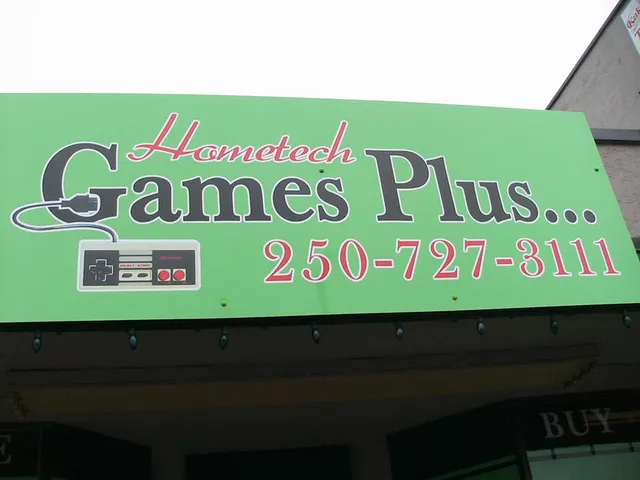 Hometech
Games Plus...
250-727-3111
BUY